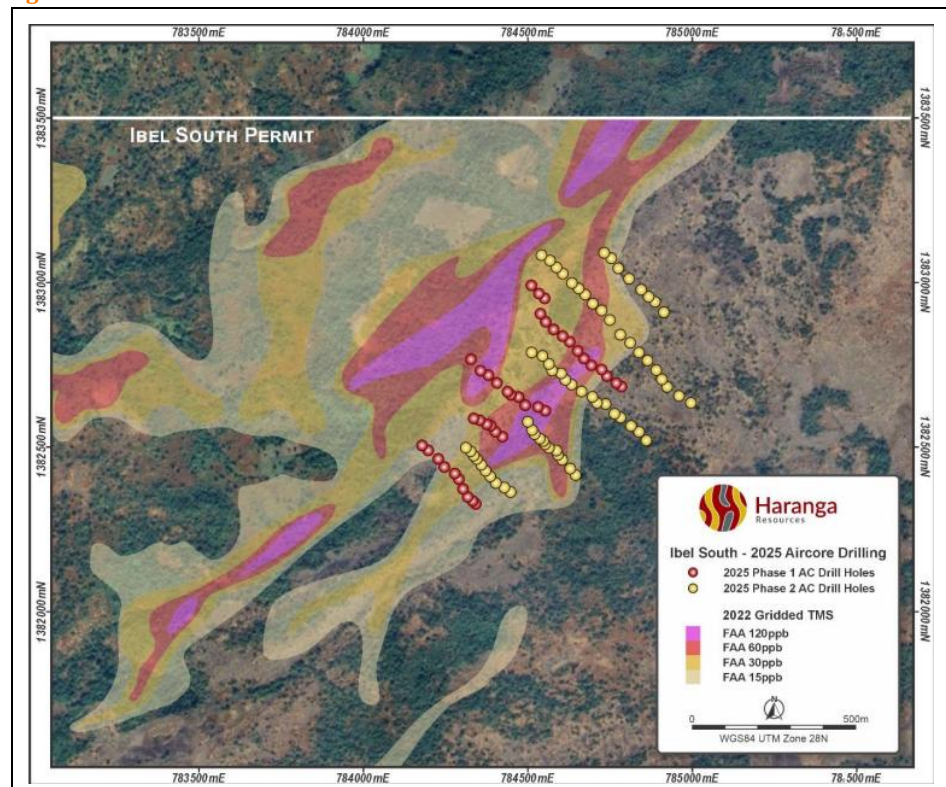 783500mE 784000mE 784500mE 785000mE 78,500mE
1383500mN 1383500mN
IBEL SOUTH PERMIT
1383000mN 1383000mN
1382500mN 1382500mN
Haranga
Resources
Ibel South - 2025 Aircore Drilling
2025 Phase 1 AC Drill Holes
2025 Phase 2 AC Drill Holes
2022 Gridded TMS
FAA 120ppb
FAA 60ppb
FAA 30ppb
FAA 15ppb
N
0 500m
WGS84 UTM Zone 28N
1382000mN 1382000mN
783500mE 784000mE 784500mE 785000mE 78,500mE